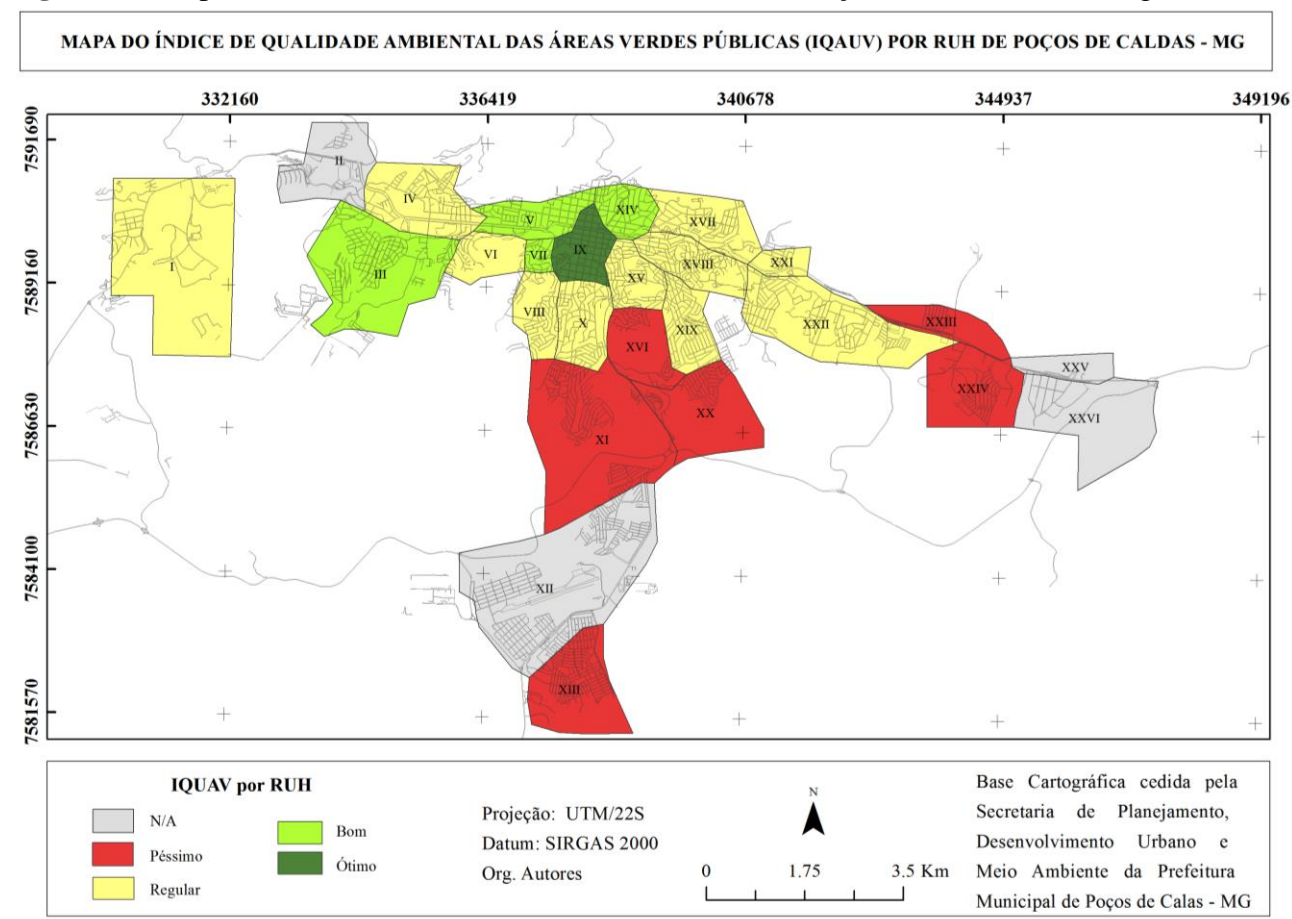 MAPA DO ÍNDICE DE QUALIDADE AMBIENTAL DAS ÁREAS VERDES PÚBLICAS (IQAUV) POR RUH DE POÇOS DE CALDAS - MG
332160 336419 340678 344937 349196
7591690
7589160
7586630
7584100
7581570
II
IV
XIV
V
XVII
IX
VI
VII
XXI
XVIII
I
III
XV
VIII
X
XXII
XXIII
XIX
XVI
XXV
XXIV
XX
XXVI
XI
XII
XIII
IQUAV por RUH
N/A
Péssimo
Regular
Bom
Ótimo
Projeção: UTM/22S
Datum: SIRGAS 2000
Org. Autores
N
0 1.75 3.5 Km
Base Cartográfica cedida pela
Secretaria de Planejamento,
Desenvolvimento Urbano e
Meio Ambiente da Prefeitura
Municipal de Poços de Calas - MG